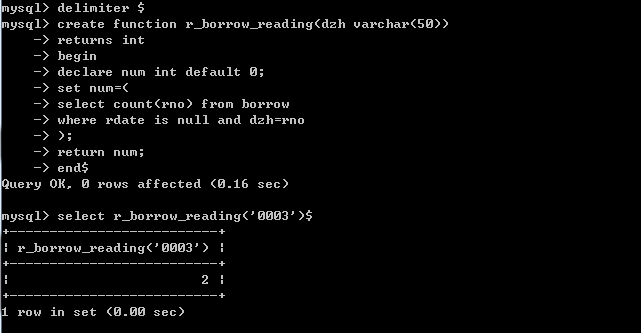 mysql> delimiter $
mysql> create function r_borrow_reading(dzh varchar(50))
    -> returns int
    -> begin
    -> declare num int default 0;
    -> set num=(
    -> select count(rno) from borrow
    -> where rdate is null and dzh=rno
    -> );
    -> return num;
    -> end$
Query OK, 0 rows affected (0.16 sec)

mysql> select r_borrow_reading('0003')$
+--------------------------+
¦ r_borrow_reading('0003') ¦
+--------------------------+
¦                        2 ¦
+--------------------------+
1 row in set (0.00 sec)